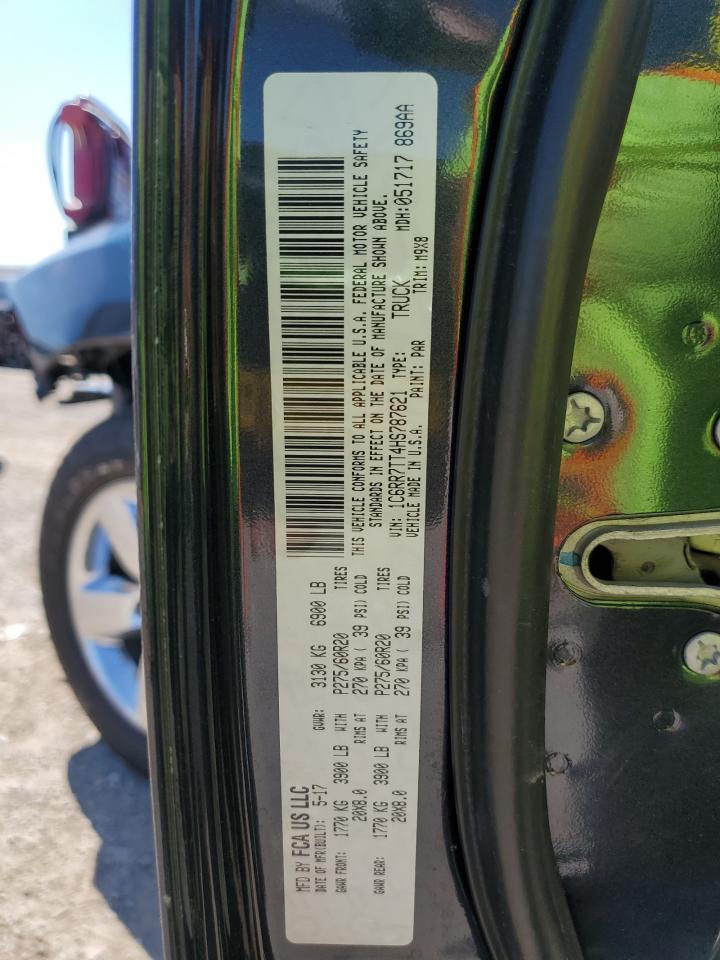 MFD BY FCA US LLC
DATE OF MFR(BUILT): 5-17 GVWR: 3130 KG 6900 LB
GAWR FRONT: 1770 KG 3900 LB WITH P275/60R20 TIRES
20X8.0 RIMS AT 270 KPA ( 39 PSI) COLD
GAWR REAR: 1770 KG 3900 LB WITH P275/60R20 TIRES
20X8.0 RIMS AT 270 KPA ( 39 PSI) COLD
THIS VEHICLE CONFORMS TO ALL APPLICABLE U.S.A. FEDERAL MOTOR VEHICLE SAFETY
STANDARDS IN EFFECT ON THE DATE OF MANUFACTURE SHOWN ABOVE.
VIN: 1C6RR7TT4HS787621 TYPE: TRUCK MDH: 051717 869AA
VEHICLE MADE IN U.S.A. PAINT: PAR TRIM: M9X8